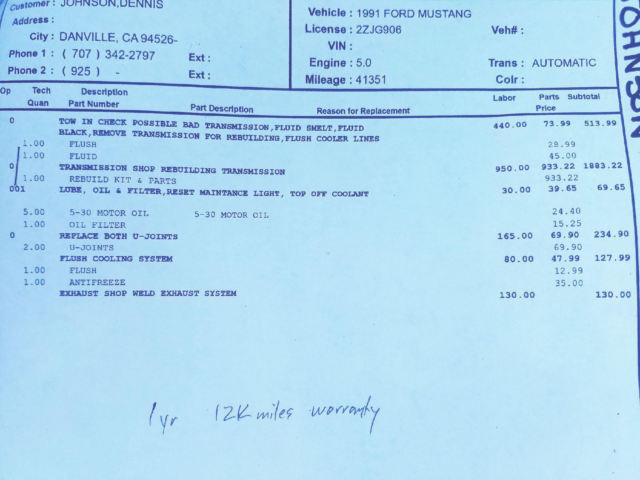 Customer: JOHNSON,DENNIS
Address :
City : DANVILLE, CA 94526-
Phone 1 : ( 707 ) 342-2797 Ext :
Phone 2 : ( 925 ) - Ext :
Vehicle : 1991 FORD MUSTANG
License : 2ZJG906 Veh# :
VIN :
Engine : 5.0 Trans : AUTOMATIC
Mileage : 41351 Colr :
JOHNSON
Op Tech Description Labor Parts Subtotal
Quan Part Number Part Description Reason for Replacement Price
0 TOW IN CHECK POSSIBLE BAD TRANSMISSION,FLUID SMELT,FLUID 440.00 73.99 513.99
BLACK,REMOVE TRANSMISSION FOR REBUILDING,FLUSH COOLER LINES
1.00 FLUSH 28.99
1.00 FLUID 45.00
0 TRANSMISSION SHOP REBUILDING TRANSMISSION 950.00 933.22 1883.22
1.00 REBUILD KIT & PARTS 933.22
001 LUBE, OIL & FILTER,RESET MAINTANCE LIGHT, TOP OFF COOLANT 30.00 39.65 69.65
5.00 5-30 MOTOR OIL 5-30 MOTOR OIL 24.40
1.00 OIL FILTER 15.25
0 REPLACE BOTH U-JOINTS 165.00 69.90 234.90
2.00 U-JOINTS 69.90
FLUSH COOLING SYSTEM 80.00 47.99 127.99
1.00 FLUSH 12.99
1.00 ANTIFREEZE 35.00
EXHAUST SHOP WELD EXHAUST SYSTEM 130.00 130.00
1 yr 12K miles warranty